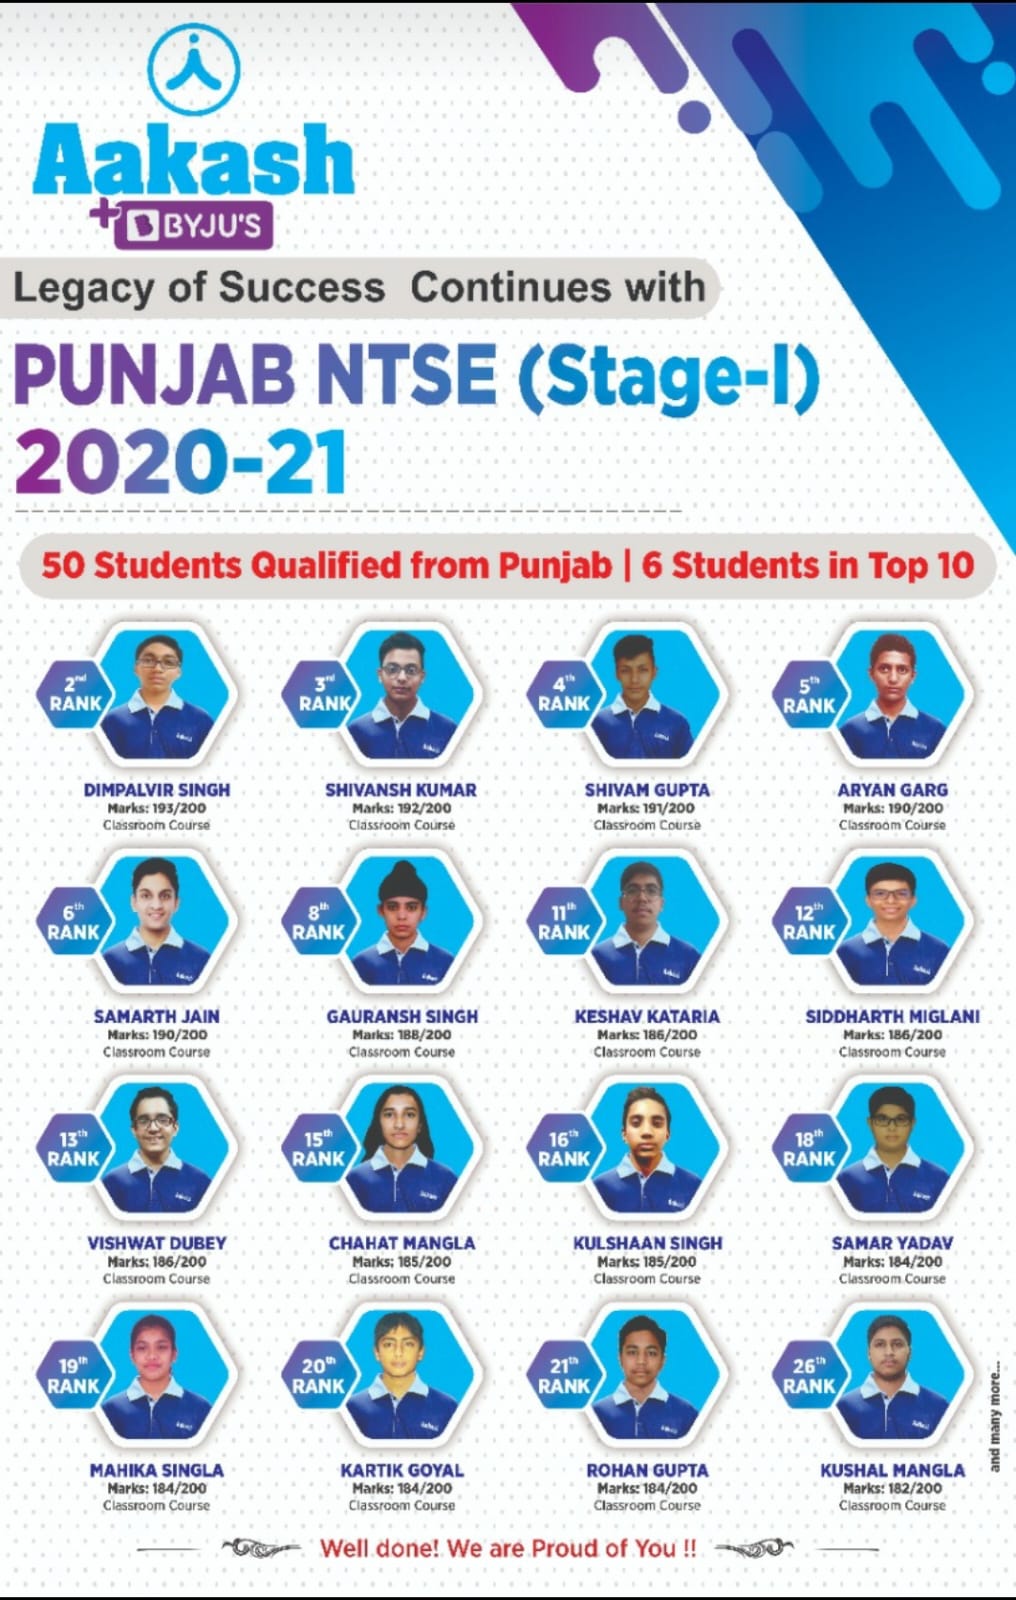 Aakash
+ BYJU'S
Legacy of Success Continues with
PUNJAB NTSE (Stage-I)
2020-21
50 Students Qualified from Punjab | 6 Students in Top 10
2nd RANK
DIMPALVIR SINGH
Marks: 193/200
Classroom Course
3rd RANK
SHIVANSH KUMAR
Marks: 192/200
Classroom Course
4th RANK
SHIVAM GUPTA
Marks: 191/200
Classroom Course
5th RANK
ARYAN GARG
Marks: 190/200
Classroom Course
6th RANK
SAMARTH JAIN
Marks: 190/200
Classroom Course
8th RANK
GAURANSH SINGH
Marks: 188/200
Classroom Course
11th RANK
KESHAV KATARIA
Marks: 186/200
Classroom Course
12th RANK
SIDDHARTH MIGLANI
Marks: 186/200
Classroom Course
13th RANK
VISHWAT DUBEY
Marks: 186/200
Classroom Course
15th RANK
CHAHAT MANGLA
Marks: 185/200
Classroom Course
16th RANK
KULSHAAN SINGH
Marks: 185/200
Classroom Course
18th RANK
SAMAR YADAV
Marks: 184/200
Classroom Course
19th RANK
MAHIKA SINGLA
Marks: 184/200
Classroom Course
20th RANK
KARTIK GOYAL
Marks: 184/200
Classroom Course
21th RANK
ROHAN GUPTA
Marks: 184/200
Classroom Course
26th RANK
KUSHAL MANGLA
Marks: 182/200
Classroom Course
and many more...
Well done! We are Proud of You !!